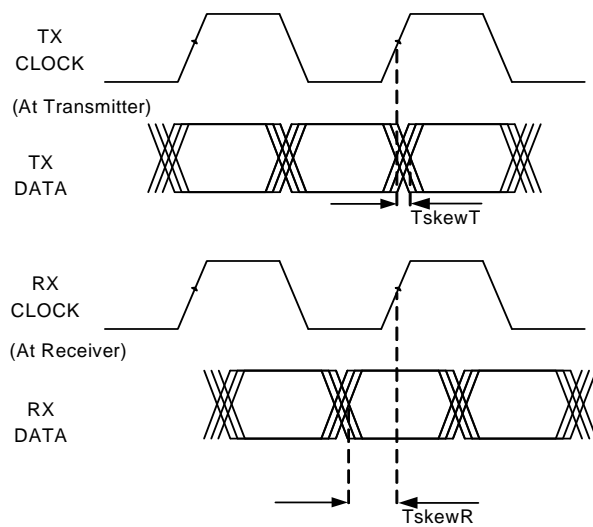 TX
CLOCK
(At Transmitter)
TX
DATA
TskewT
RX
CLOCK
(At Receiver)
RX
DATA
TskewR